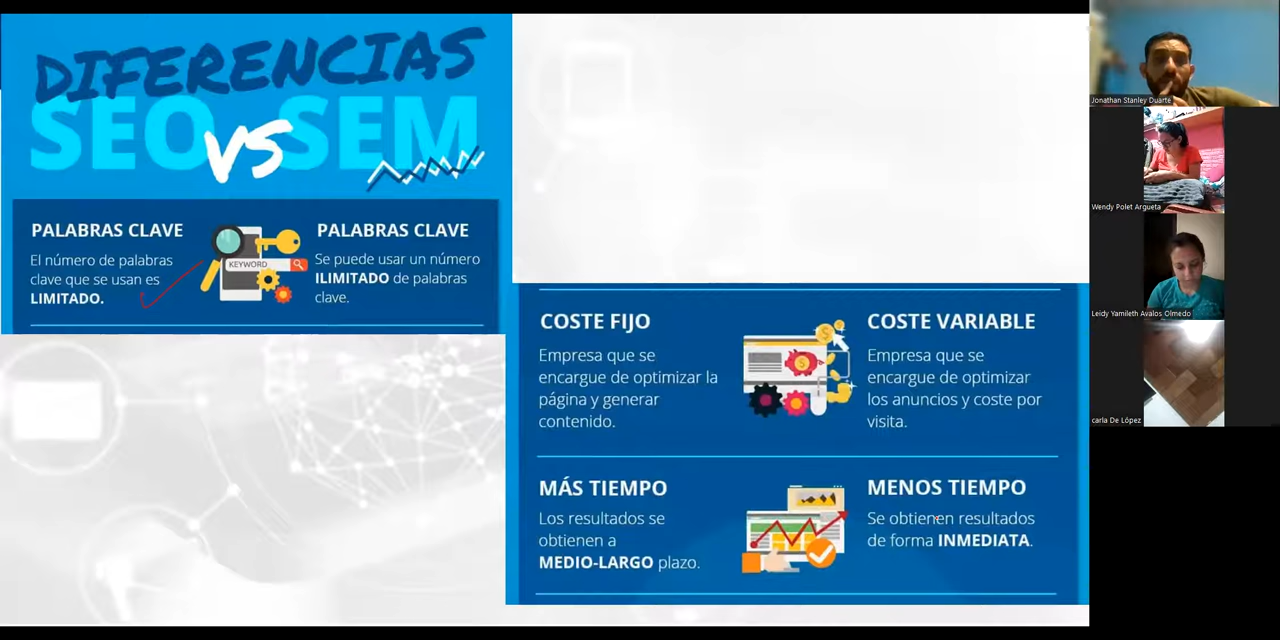 DIFERENCIAS
SEO VS SEM
PALABRAS CLAVE
El número de palabras
clave que se usan es
LIMITADO.
KEYWORD
PALABRAS CLAVE
Se puede usar un número
ILIMITADO de palabras
clave.
COSTE FIJO
Empresa que se
encargue de optimizar la
página y generar
contenido.
COSTE VARIABLE
Empresa que se
encargue de optimizar
los anuncios y coste por
visita.
MÁS TIEMPO
Los resultados se
obtienen a
MEDIO-LARGO plazo.
MENOS TIEMPO
Se obtienen resultados
de forma INMEDIATA.
Jonathan Stanley Duarte
Wendy Polet Argueta
Leidy Yamileth Avalos Olmedo
carla De López